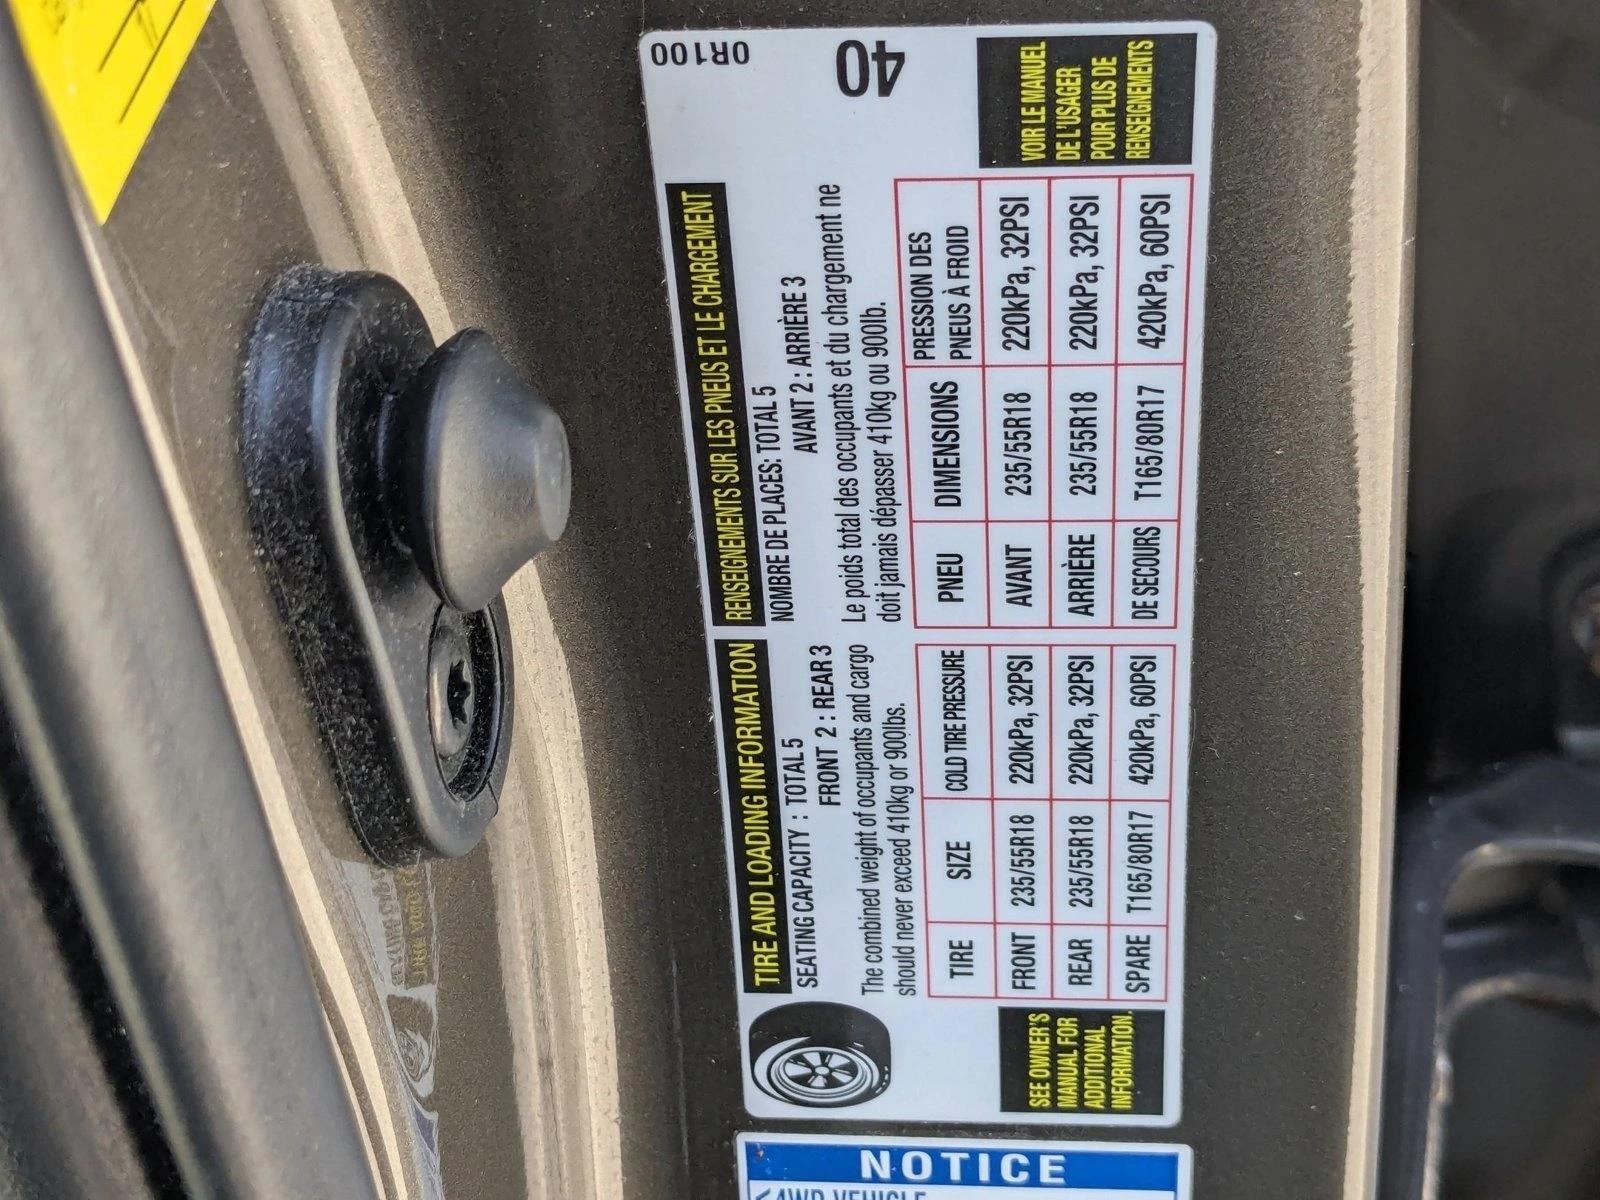 TIRE AND LOADING INFORMATION
SEATING CAPACITY : TOTAL 5
FRONT 2 : REAR 3
The combined weight of occupants and cargo
should never exceed 410kg or 900lbs.
TIRE SIZE COLD TIRE PRESSURE
FRONT 235/55R18 220kPa, 32PSI
REAR 235/55R18 220kPa, 32PSI
SPARE T165/80R17 420kPa, 60PSI
SEE OWNER'S
MANUAL FOR
ADDITIONAL
INFORMATION.
RENSEIGNEMENTS SUR LES PNEUS ET LE CHARGEMENT
NOMBRE DE PLACES: TOTAL 5
AVANT 2 : ARRIÈRE 3
Le poids total des occupants et du chargement ne
doit jamais dépasser 410kg ou 900lb.
PNEU DIMENSIONS PRESSION DES
PNEUS À FROID
AVANT 235/55R18 220kPa, 32PSI
ARRIÈRE 235/55R18 220kPa, 32PSI
DE SECOURS T165/80R17 420kPa, 60PSI
VOIR LE MANUEL
DE L'USAGER
POUR PLUS DE
RENSEIGNEMENTS
0R100
40
NOTICE
<4WD VEHICLE